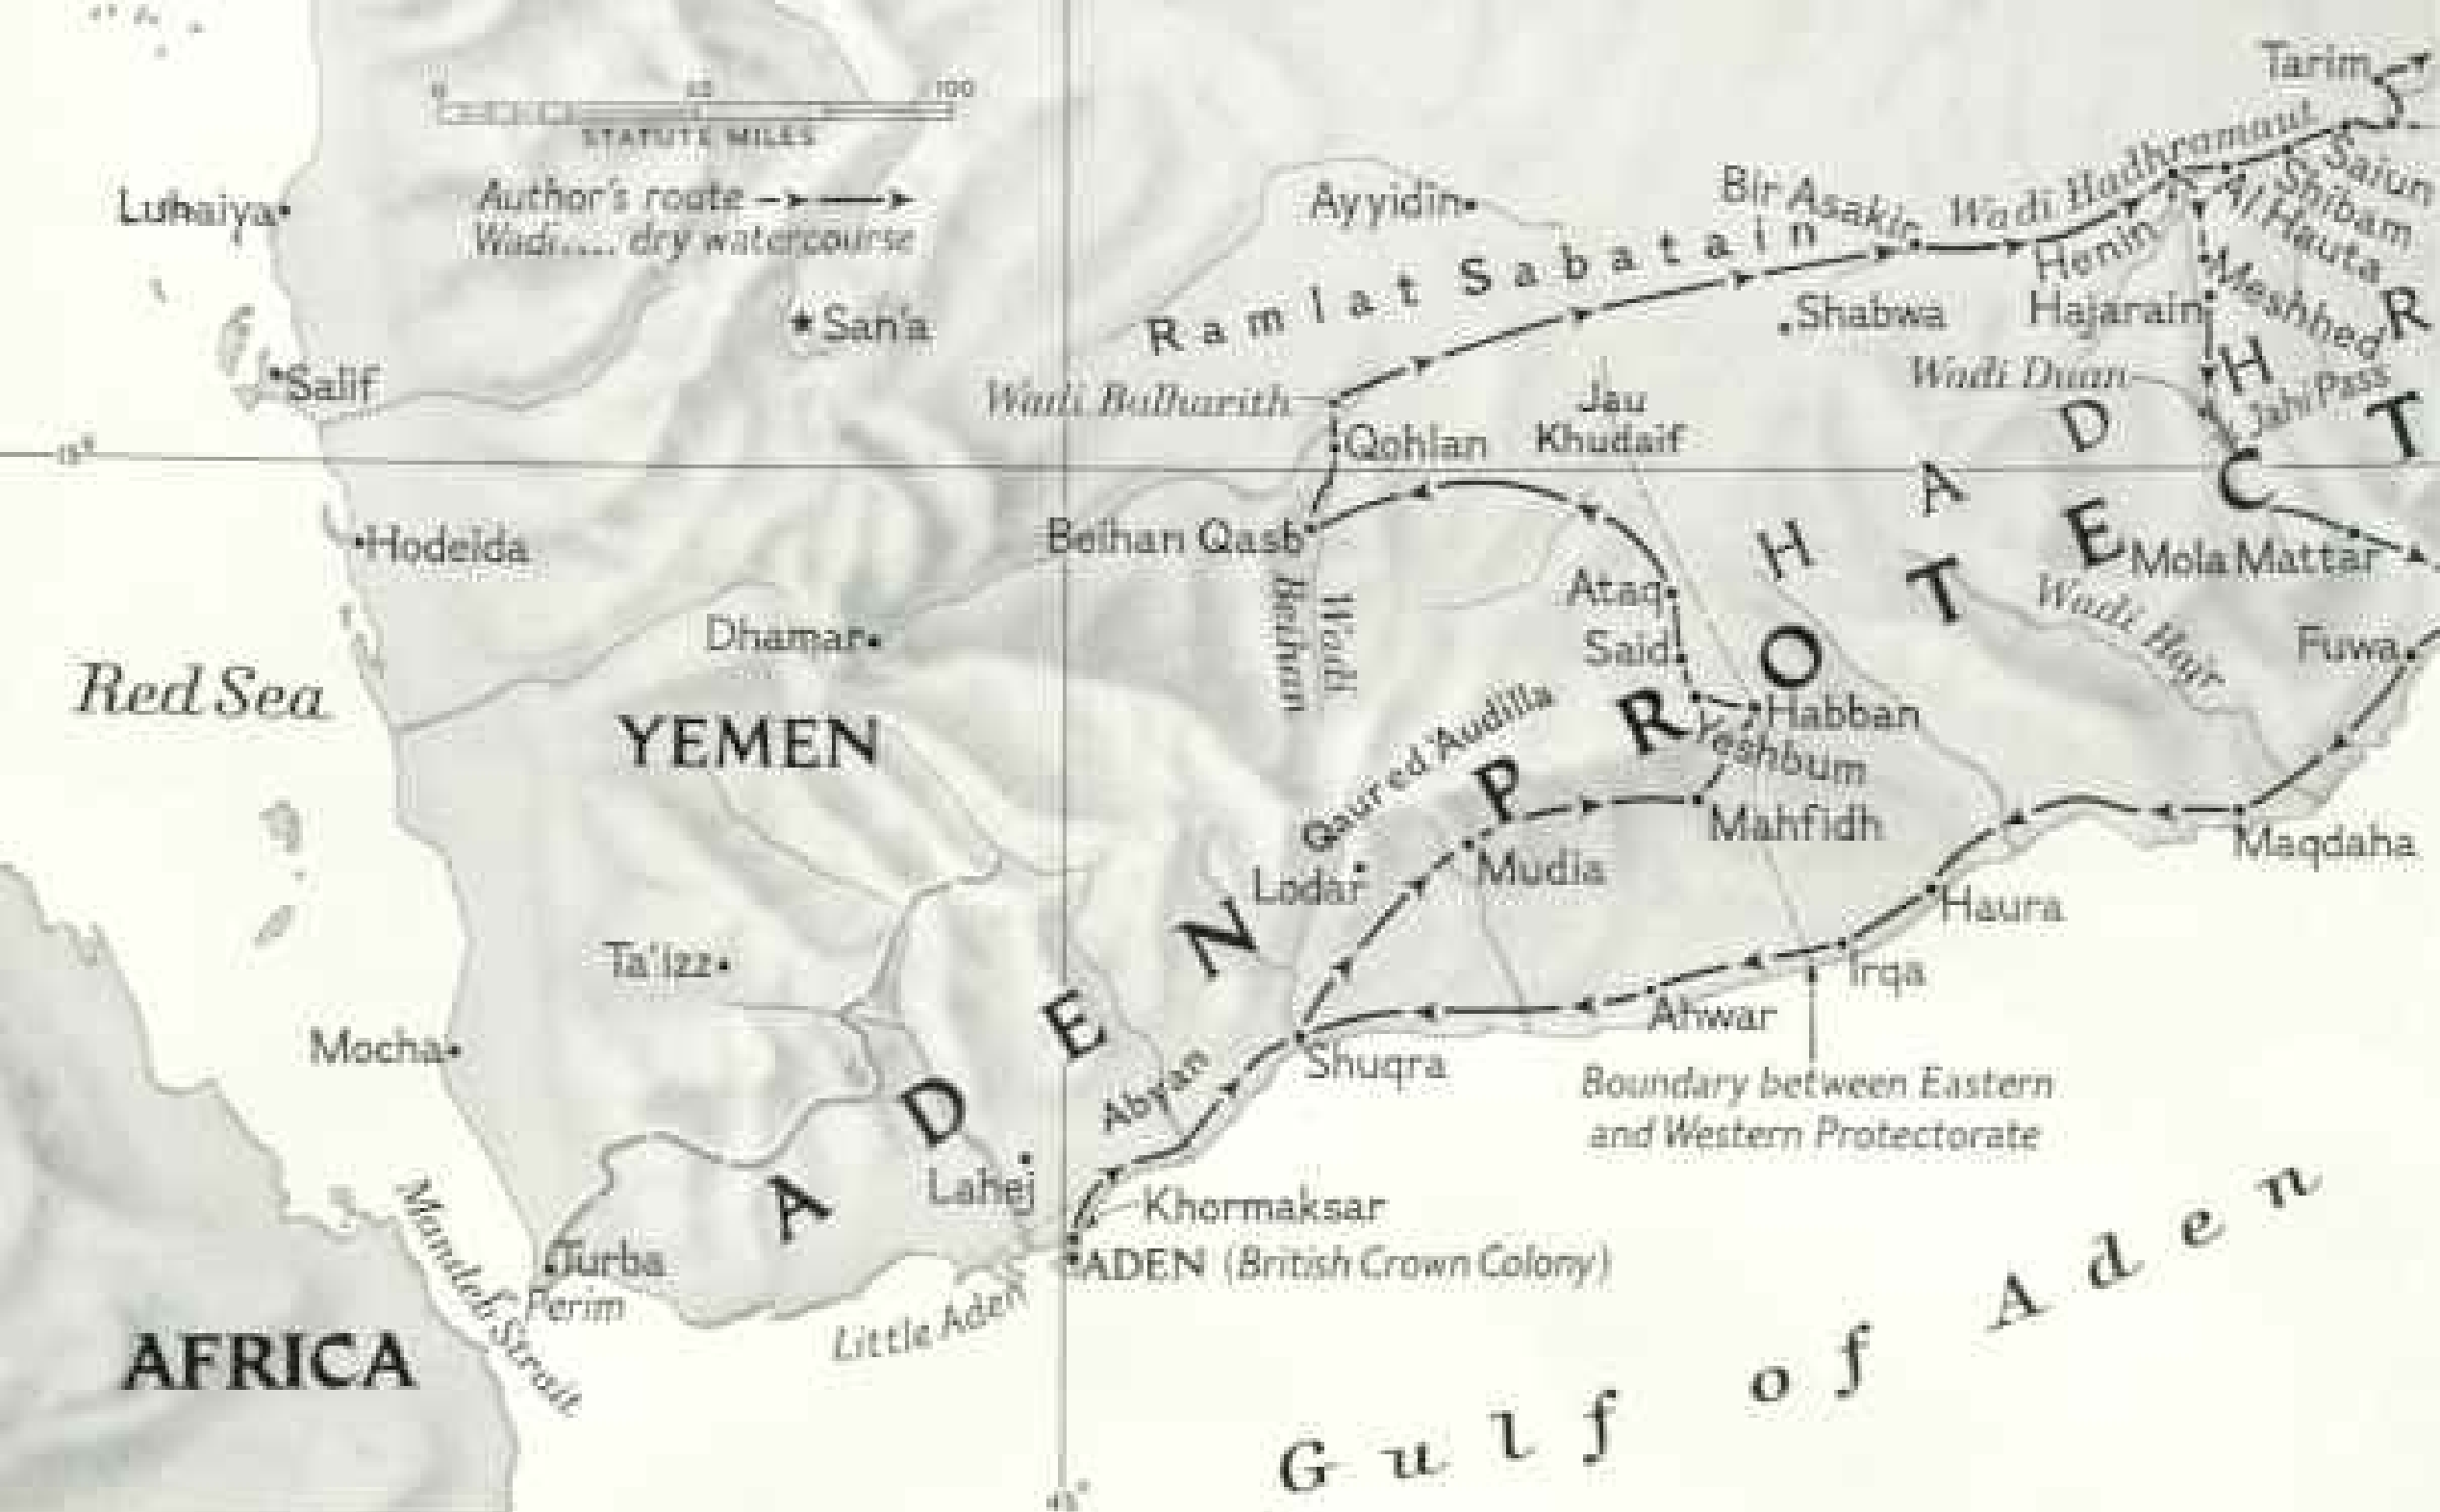 Tarim
0 50 100
STATUTE MILES
Author's route
Wadi.... dry watercourse
Luhaiya
Ayyidin
Bir Asakir
Wadi Hadhramaut
Saiun
Shibam
Al Hauta
Henin
Meshhed
Hajarain
Ramlat Sabatain
Shabwa
San'a
Salif
Wadi Balharith
Wadi Duan
Jahi Pass
Jau
Khudaif
Qohlan
15°
Hodeida
Beihan Qasb
HADHR
Mola Mattar
Wadi
Beihan
Ataq
Said
Wadi Hajr
Fuwa
Dhamar
Red Sea
YEMEN
Qaur ed 'Audilla
Habban
Yeshbum
Mahfidh
Maqdaha
Mudia
Lodar
Haura
Ta'izz
Irqa
Ahwar
ADEN PROTECT
Mocha
Shuqra
Abyan
Boundary between Eastern
and Western Protectorate
Lahej
Khormaksar
ADEN (British Crown Colony)
Turba
Perim
Little Aden
Mandeb Strait
AFRICA
Gulf of Aden
45°